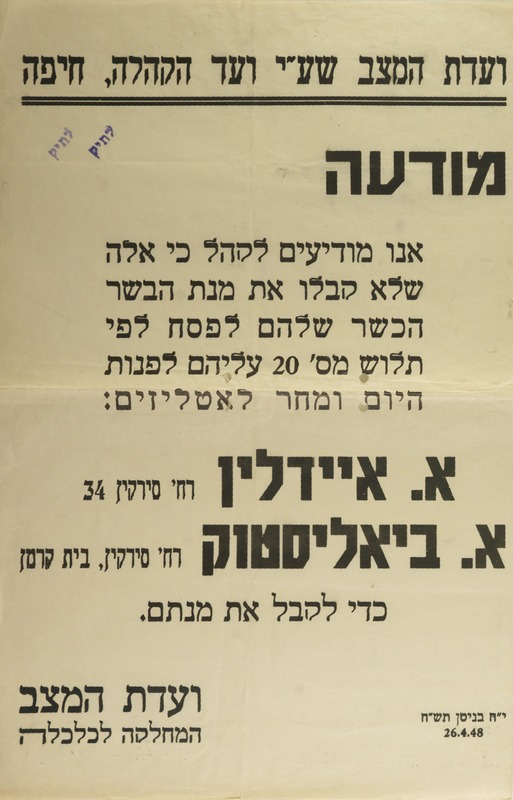 ועדת המצב שע"י ועד הקהלה, חיפה
לתיק לתיק
מודעה
אנו מודיעים לקהל כי אלה
שלא קבלו את מנת הבשר
הכשר שלהם לפסח לפי
תלוש מס' 20 עליהם לפנות
היום ומחר לאטליזים:
א. איידלין רח' סירקין 34
א. ביאליסטוק רח' סירקין, בית קרמן
כדי לקבל את מנתם.
ועדת המצב
המחלקה לכלכלה
י"ח בניסן תש"ח
26.4.48